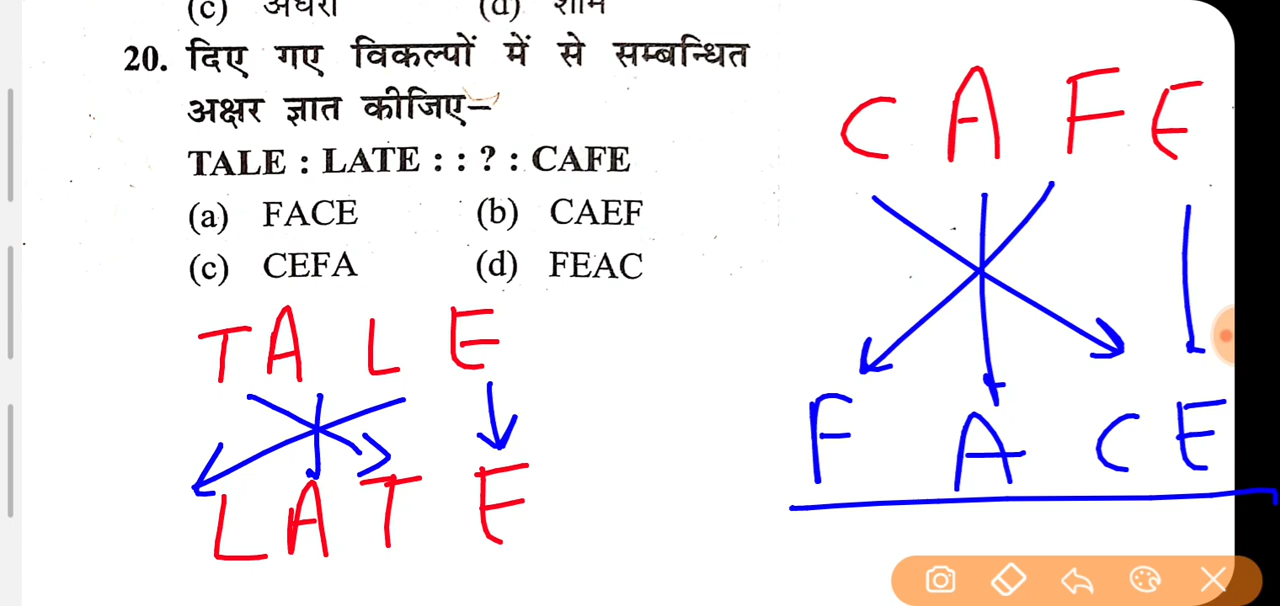 (c) अंधेरा (d) शाम
20. दिए गए विकल्पों में से सम्बन्धित
अक्षर ज्ञात कीजिए–
TALE : LATE : : ? : CAFE
(a) FACE (b) CAEF
(c) CEFA (d) FEAC
TALE
LATE
CAFE
FACE